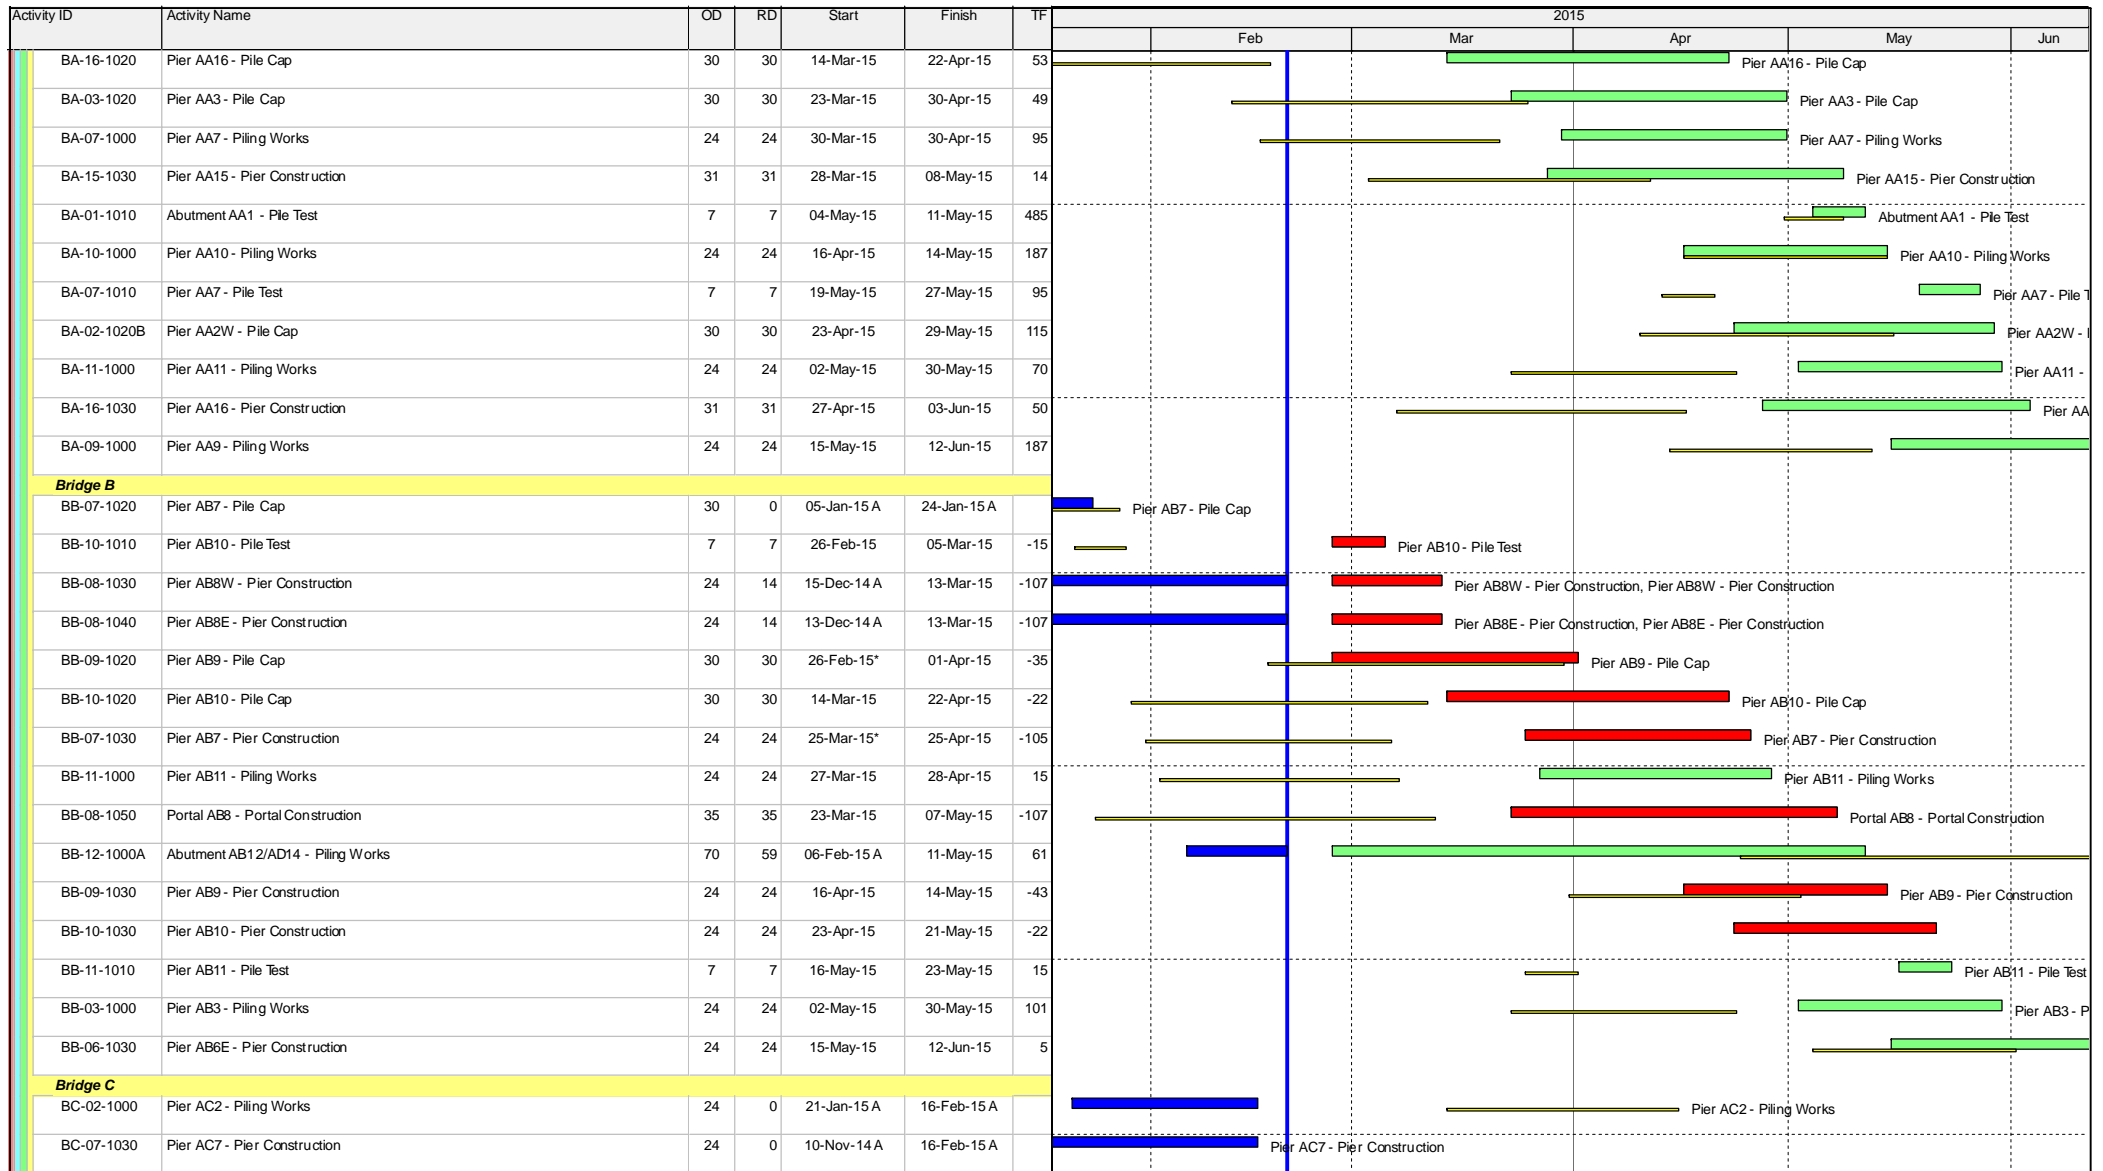 Activity ID Activity Name OD RD Start Finish TF 2015
Feb Mar Apr May Jun
BA-16-1020 Pier AA16 - Pile Cap 30 30 14-Mar-15 22-Apr-15 53 Pier AA16 - Pile Cap
BA-03-1020 Pier AA3 - Pile Cap 30 30 23-Mar-15 30-Apr-15 49 Pier AA3 - Pile Cap
BA-07-1000 Pier AA7 - Piling Works 24 24 30-Mar-15 30-Apr-15 95 Pier AA7 - Piling Works
BA-15-1030 Pier AA15 - Pier Construction 31 31 28-Mar-15 08-May-15 14 Pier AA15 - Pier Construction
BA-01-1010 Abutment AA1 - Pile Test 7 7 04-May-15 11-May-15 485 Abutment AA1 - Pile Test
BA-10-1000 Pier AA10 - Piling Works 24 24 16-Apr-15 14-May-15 187 Pier AA10 - Piling Works
BA-07-1010 Pier AA7 - Pile Test 7 7 19-May-15 27-May-15 95 Pier AA7 - Pile T
BA-02-1020B Pier AA2W - Pile Cap 30 30 23-Apr-15 29-May-15 115 Pier AA2W -
BA-11-1000 Pier AA11 - Piling Works 24 24 02-May-15 30-May-15 70 Pier AA11 -
BA-16-1030 Pier AA16 - Pier Construction 31 31 27-Apr-15 03-Jun-15 50 Pier AA
BA-09-1000 Pier AA9 - Piling Works 24 24 15-May-15 12-Jun-15 187
Bridge B
BB-07-1020 Pier AB7 - Pile Cap 30 0 05-Jan-15 A 24-Jan-15 A Pier AB7 - Pile Cap
BB-10-1010 Pier AB10 - Pile Test 7 7 26-Feb-15 05-Mar-15 -15 Pier AB10 - Pile Test
BB-08-1030 Pier AB8W - Pier Construction 24 14 15-Dec-14 A 13-Mar-15 -107 Pier AB8W - Pier Construction, Pier AB8W - Pier Construction
BB-08-1040 Pier AB8E - Pier Construction 24 14 13-Dec-14 A 13-Mar-15 -107 Pier AB8E - Pier Construction, Pier AB8E - Pier Construction
BB-09-1020 Pier AB9 - Pile Cap 30 30 26-Feb-15* 01-Apr-15 -35 Pier AB9 - Pile Cap
BB-10-1020 Pier AB10 - Pile Cap 30 30 14-Mar-15 22-Apr-15 -22 Pier AB10 - Pile Cap
BB-07-1030 Pier AB7 - Pier Construction 24 24 25-Mar-15* 25-Apr-15 -105 Pier AB7 - Pier Construction
BB-11-1000 Pier AB11 - Piling Works 24 24 27-Mar-15 28-Apr-15 15 Pier AB11 - Piling Works
BB-08-1050 Portal AB8 - Portal Construction 35 35 23-Mar-15 07-May-15 -107 Portal AB8 - Portal Construction
BB-12-1000A Abutment AB12/AD14 - Piling Works 70 59 06-Feb-15 A 11-May-15 61
BB-09-1030 Pier AB9 - Pier Construction 24 24 16-Apr-15 14-May-15 -43 Pier AB9 - Pier Construction
BB-10-1030 Pier AB10 - Pier Construction 24 24 23-Apr-15 21-May-15 -22
BB-11-1010 Pier AB11 - Pile Test 7 7 16-May-15 23-May-15 15 Pier AB11 - Pile Test
BB-03-1000 Pier AB3 - Piling Works 24 24 02-May-15 30-May-15 101 Pier AB3 - P
BB-06-1030 Pier AB6E - Pier Construction 24 24 15-May-15 12-Jun-15 5
Bridge C
BC-02-1000 Pier AC2 - Piling Works 24 0 21-Jan-15 A 16-Feb-15 A Pier AC2 - Piling Works
BC-07-1030 Pier AC7 - Pier Construction 24 0 10-Nov-14 A 16-Feb-15 A Pier AC7 - Pier Construction